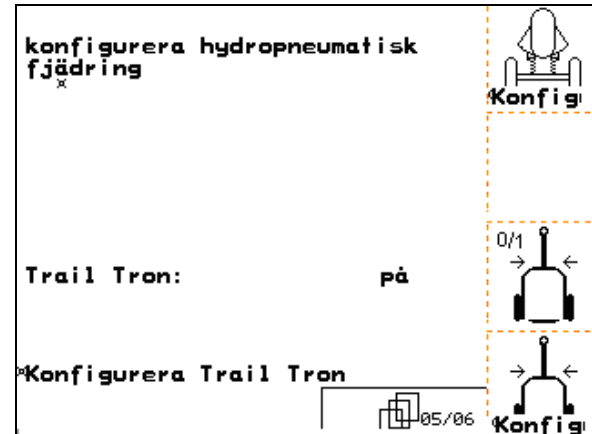 konfigurera hydropneumatisk
fjädring
Konfig
0/1
Trail Tron: på
Konfigurera Trail Tron
05/06
Konfig